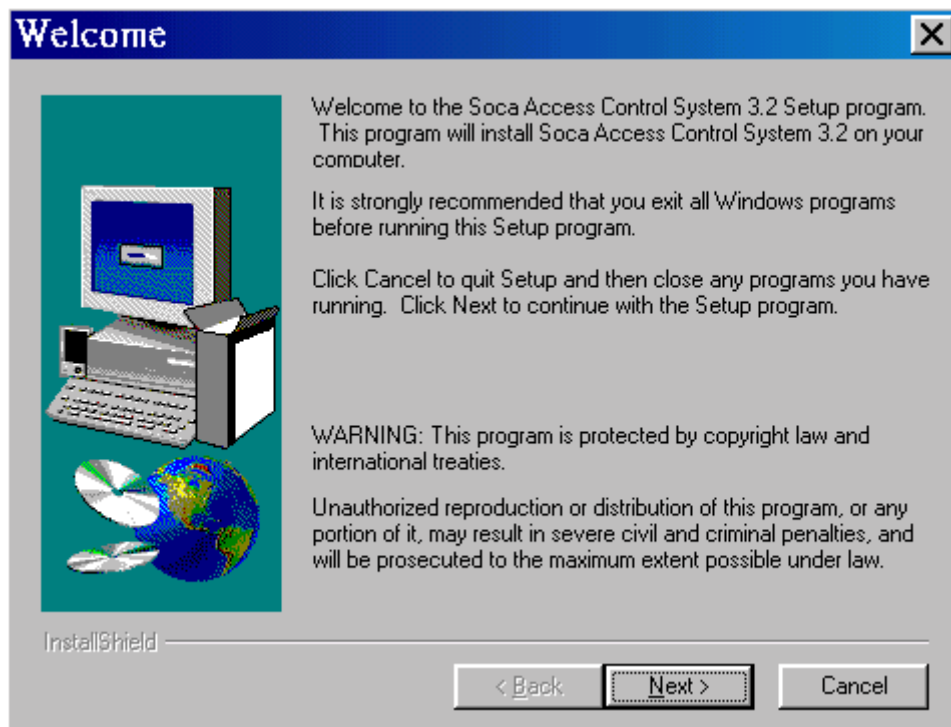 Welcome
Welcome to the Soca Access Control System 3.2 Setup program.
This program will install Soca Access Control System 3.2 on your
computer.
It is strongly recommended that you exit all Windows programs
before running this Setup program.
Click Cancel to quit Setup and then close any programs you have
running.  Click Next to continue with the Setup program.
WARNING: This program is protected by copyright law and
international treaties.
Unauthorized reproduction or distribution of this program, or any
portion of it, may result in severe civil and criminal penalties, and
will be prosecuted to the maximum extent possible under law.
InstallShield
< Back Next > Cancel